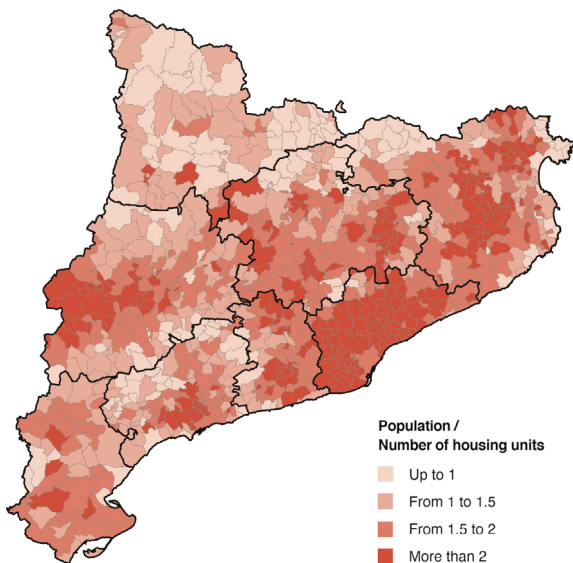 Population /
Number of housing units
Up to 1
From 1 to 1.5
From 1.5 to 2
More than 2